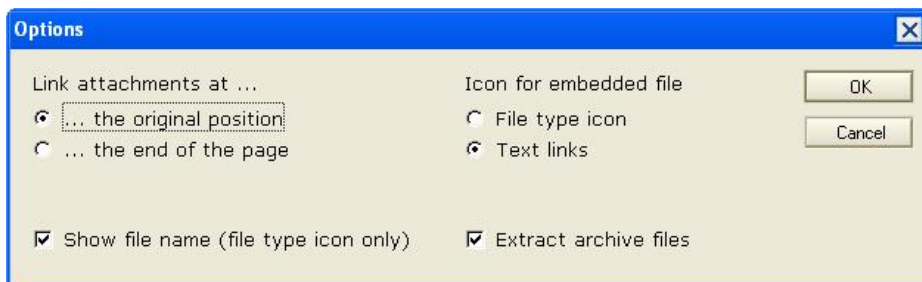 Options
Link attachments at ...
... the original position
... the end of the page
Icon for embedded file
File type icon
Text links
OK
Cancel
Show file name (file type icon only)
Extract archive files